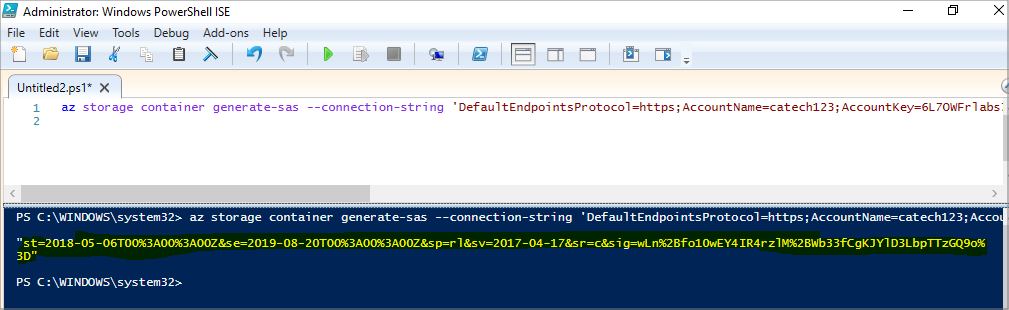 Administrator: Windows PowerShell ISE
File Edit View Tools Debug Add-ons Help
Untitled2.ps1*
1 az storage container generate-sas --connection-string 'DefaultEndpointsProtocol=https;AccountName=catech123;AccountKey=6L7OWFrlabs
2
PS C:\WINDOWS\system32> az storage container generate-sas --connection-string 'DefaultEndpointsProtocol=https;AccountName=catech123;Accou
"st=2018-05-06T00%3A00%3A00Z&se=2019-08-20T00%3A00%3A00Z&sp=rl&sv=2017-04-17&sr=c&sig=wLn%2Bfo1OwEY4IR4rzlM%2BWb33fCgKJYlD3LbpTTzGQ9o%
3D"
PS C:\WINDOWS\system32>